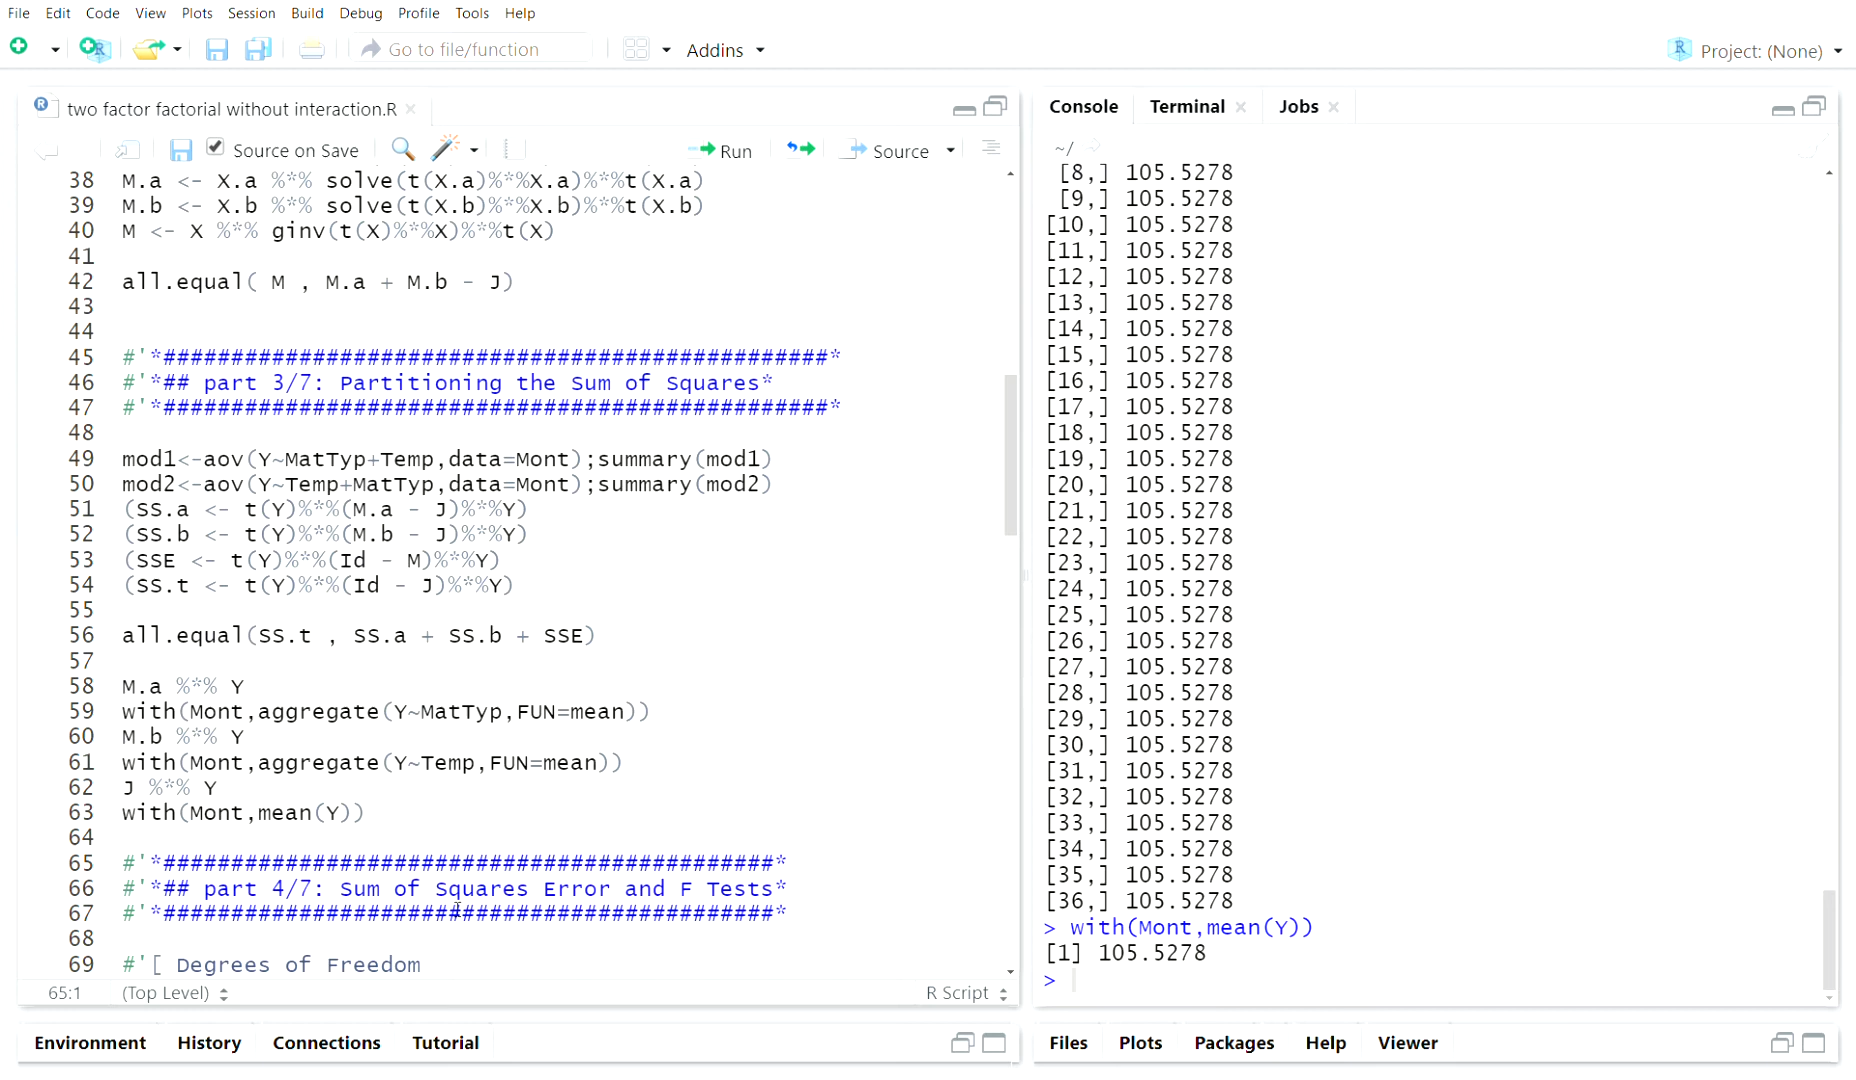 File Edit Code View Plots Session Build Debug Profile Tools Help
Go to file/function Addins Project: (None)
two factor factorial without interaction.R
Source on Save Run Source
38 M.a <- X.a %*% solve(t(X.a)%*%X.a)%*%t(X.a)
39 M.b <- X.b %*% solve(t(X.b)%*%X.b)%*%t(X.b)
40 M <- X %*% ginv(t(X)%*%X)%*%t(X)
41
42 all.equal( M , M.a + M.b - J)
43
44
45 #'*#################################################*
46 #'*## part 3/7: Partitioning the Sum of Squares*
47 #'*#################################################*
48
49 mod1<-aov(Y~MatTyp+Temp,data=Mont);summary(mod1)
50 mod2<-aov(Y~Temp+MatTyp,data=Mont);summary(mod2)
51 (SS.a <- t(Y)%*%(M.a - J)%*%Y)
52 (SS.b <- t(Y)%*%(M.b - J)%*%Y)
53 (SSE <- t(Y)%*%(Id - M)%*%Y)
54 (SS.t <- t(Y)%*%(Id - J)%*%Y)
55
56 all.equal(SS.t , SS.a + SS.b + SSE)
57
58 M.a %*% Y
59 with(Mont,aggregate(Y~MatTyp,FUN=mean))
60 M.b %*% Y
61 with(Mont,aggregate(Y~Temp,FUN=mean))
62 J %*% Y
63 with(Mont,mean(Y))
64
65 #'*#############################################*
66 #'*## part 4/7: Sum of Squares Error and F Tests*
67 #'*#############################################*
68
69 #'[ Degrees of Freedom
65:1 (Top Level) R Script
Environment History Connections Tutorial
Console Terminal Jobs
~/
[8,] 105.5278
[9,] 105.5278
[10,] 105.5278
[11,] 105.5278
[12,] 105.5278
[13,] 105.5278
[14,] 105.5278
[15,] 105.5278
[16,] 105.5278
[17,] 105.5278
[18,] 105.5278
[19,] 105.5278
[20,] 105.5278
[21,] 105.5278
[22,] 105.5278
[23,] 105.5278
[24,] 105.5278
[25,] 105.5278
[26,] 105.5278
[27,] 105.5278
[28,] 105.5278
[29,] 105.5278
[30,] 105.5278
[31,] 105.5278
[32,] 105.5278
[33,] 105.5278
[34,] 105.5278
[35,] 105.5278
[36,] 105.5278
> with(Mont,mean(Y))
[1] 105.5278
>
Files Plots Packages Help Viewer